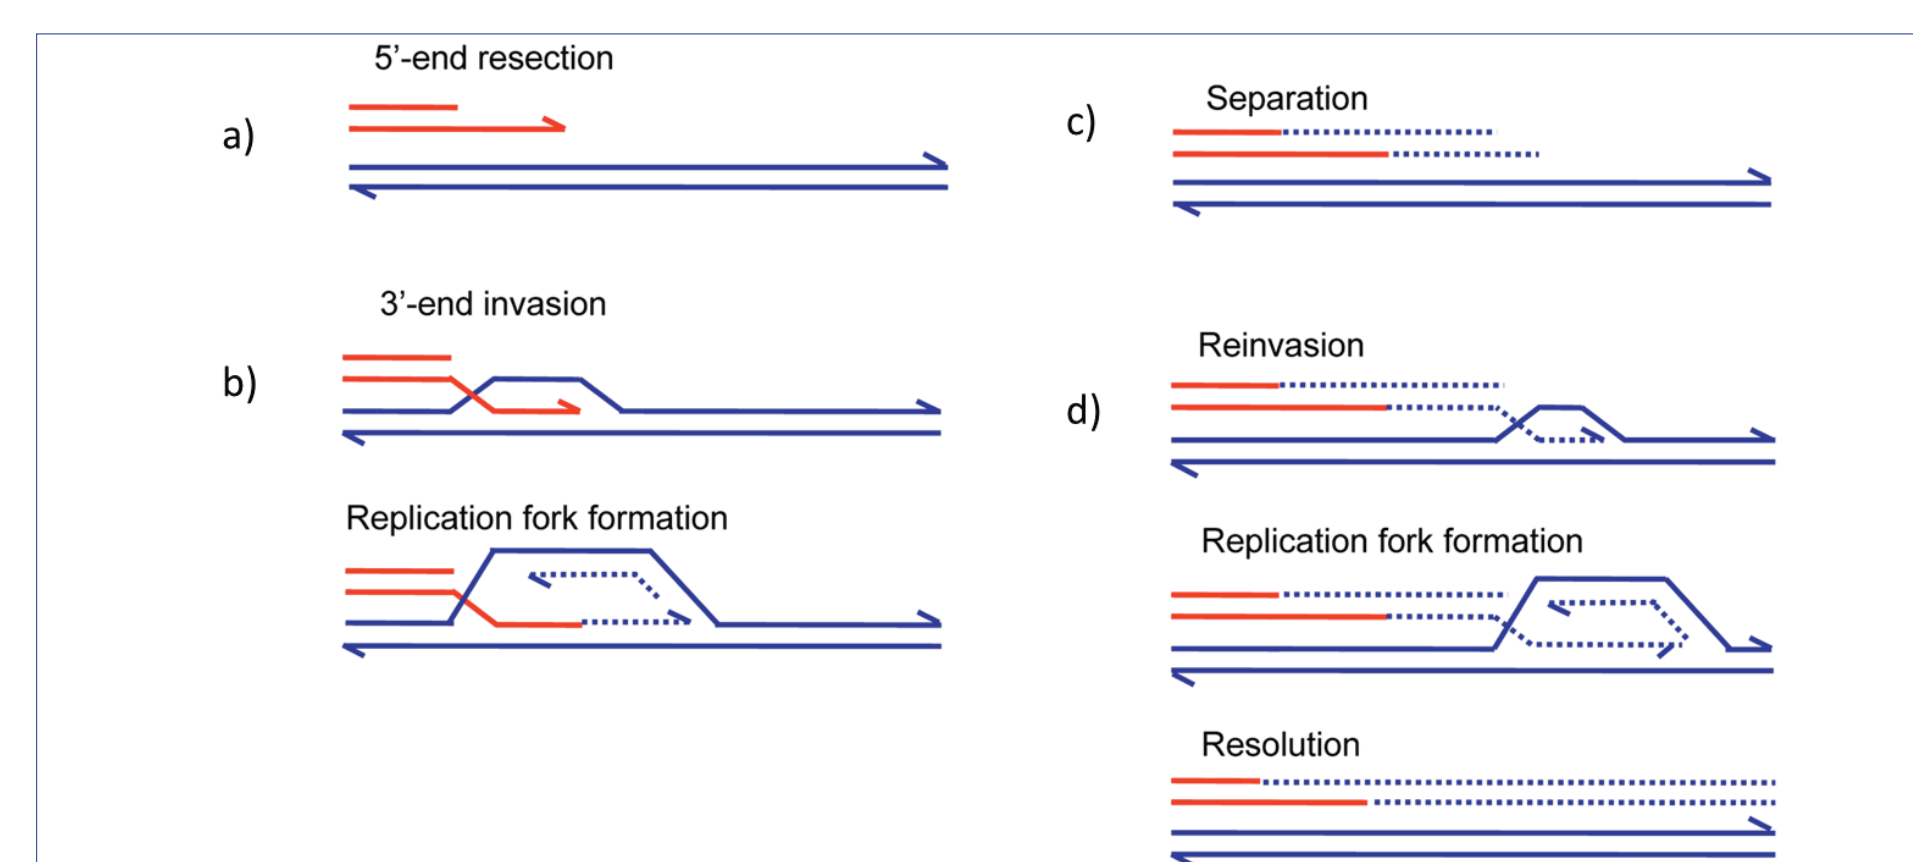 5’-end resection
a)
3’-end invasion
b)
Replication fork formation
Separation
c)
Reinvasion
d)
Replication fork formation
Resolution